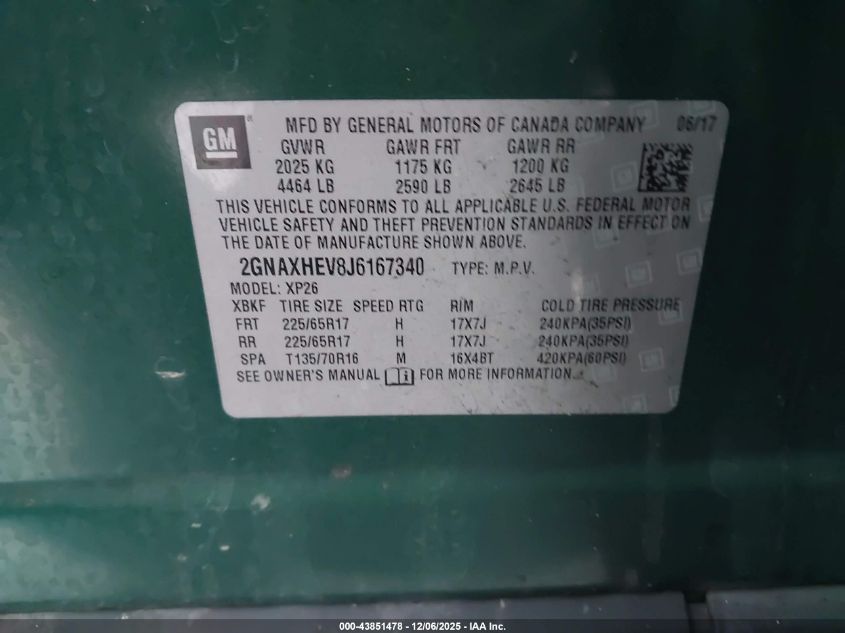 GM MFD BY GENERAL MOTORS OF CANADA COMPANY 06/17
GVWR GAWR FRT GAWR RR
2025 KG 1175 KG 1200 KG
4464 LB 2590 LB 2645 LB
THIS VEHICLE CONFORMS TO ALL APPLICABLE U.S. FEDERAL MOTOR
VEHICLE SAFETY AND THEFT PREVENTION STANDARDS IN EFFECT ON
THE DATE OF MANUFACTURE SHOWN ABOVE.
2GNAXHEV8J6167340 TYPE: M.P.V.
MODEL: XP26
XBKF TIRE SIZE SPEED RTG RIM COLD TIRE PRESSURE
FRT 225/65R17 H 17X7J 240KPA(35PSI)
RR 225/65R17 H 17X7J 240KPA(35PSI)
SPA T135/70R16 M 16X4BT 420KPA(60PSI)
SEE OWNER'S MANUAL FOR MORE INFORMATION.
000-43851478 - 12/06/2025 - IAA Inc.